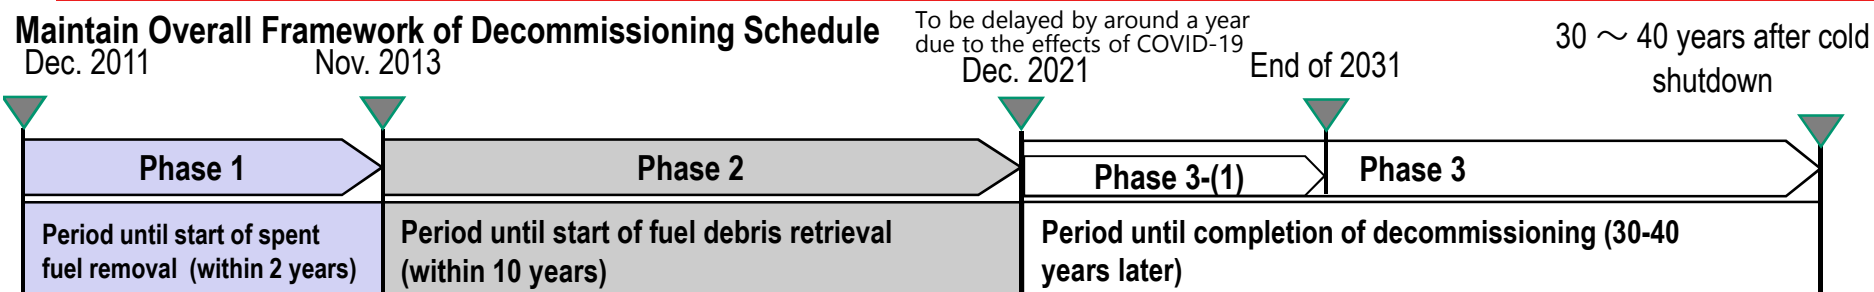 Maintain Overall Framework of Decommissioning Schedule
To be delayed by around a year
due to the effects of COVID-19
Dec. 2011
Nov. 2013
Dec. 2021
End of 2031
30 ～ 40 years after cold
shutdown
Phase 1
Phase 2
Phase 3-(1)
Phase 3
Period until start of spent
fuel removal (within 2 years)
Period until start of fuel debris retrieval
(within 10 years)
Period until completion of decommissioning (30-40
years later)